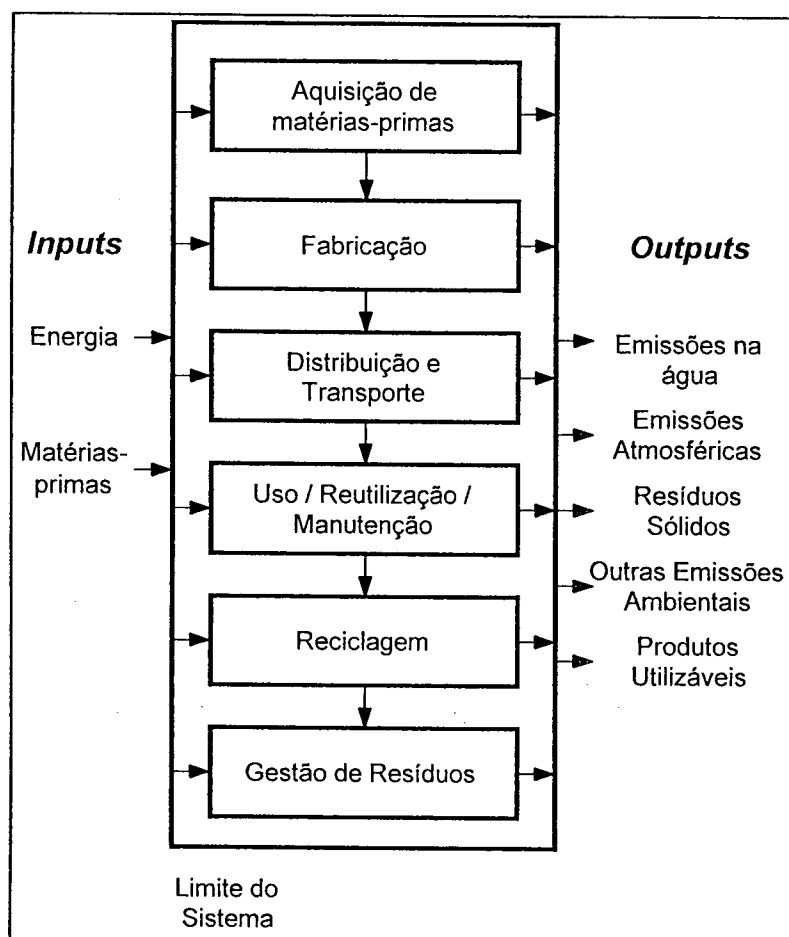 Aquisição de
matérias-primas
Inputs
Fabricação
Outputs
Energia
Distribuição e
Transporte
Emissões na
água
Matérias-
primas
Emissões
Atmosféricas
Uso / Reutilização /
Manutenção
Resíduos
Sólidos
Outras Emissões
Ambientais
Reciclagem
Produtos
Utilizáveis
Gestão de Resíduos
Limite do
Sistema